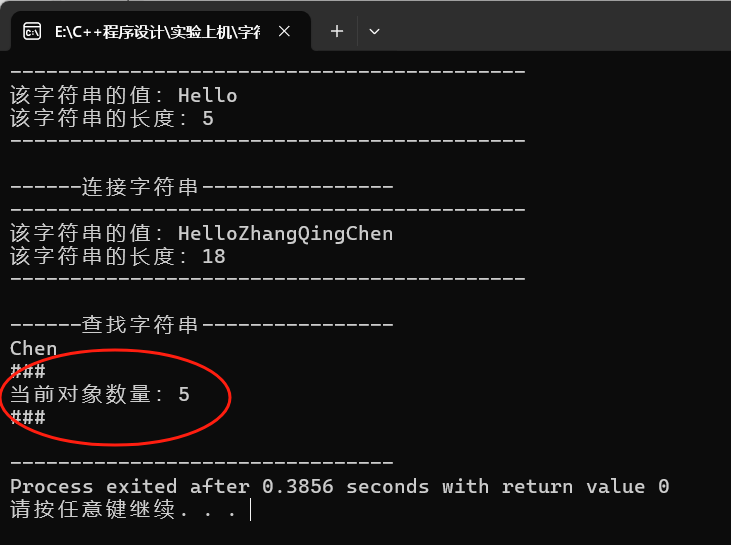 E:\C++程序设计\实验上机\字符
-------------------------------------------
该字符串的值: Hello
该字符串的长度: 5
-------------------------------------------
------连接字符串----------------
-------------------------------------------
该字符串的值: HelloZhangQingChen
该字符串的长度: 18
-------------------------------------------
------查找字符串----------------
Chen
###
当前对象数量: 5
###
--------------------------------
Process exited after 0.3856 seconds with return value 0
请按任意键继续. . .